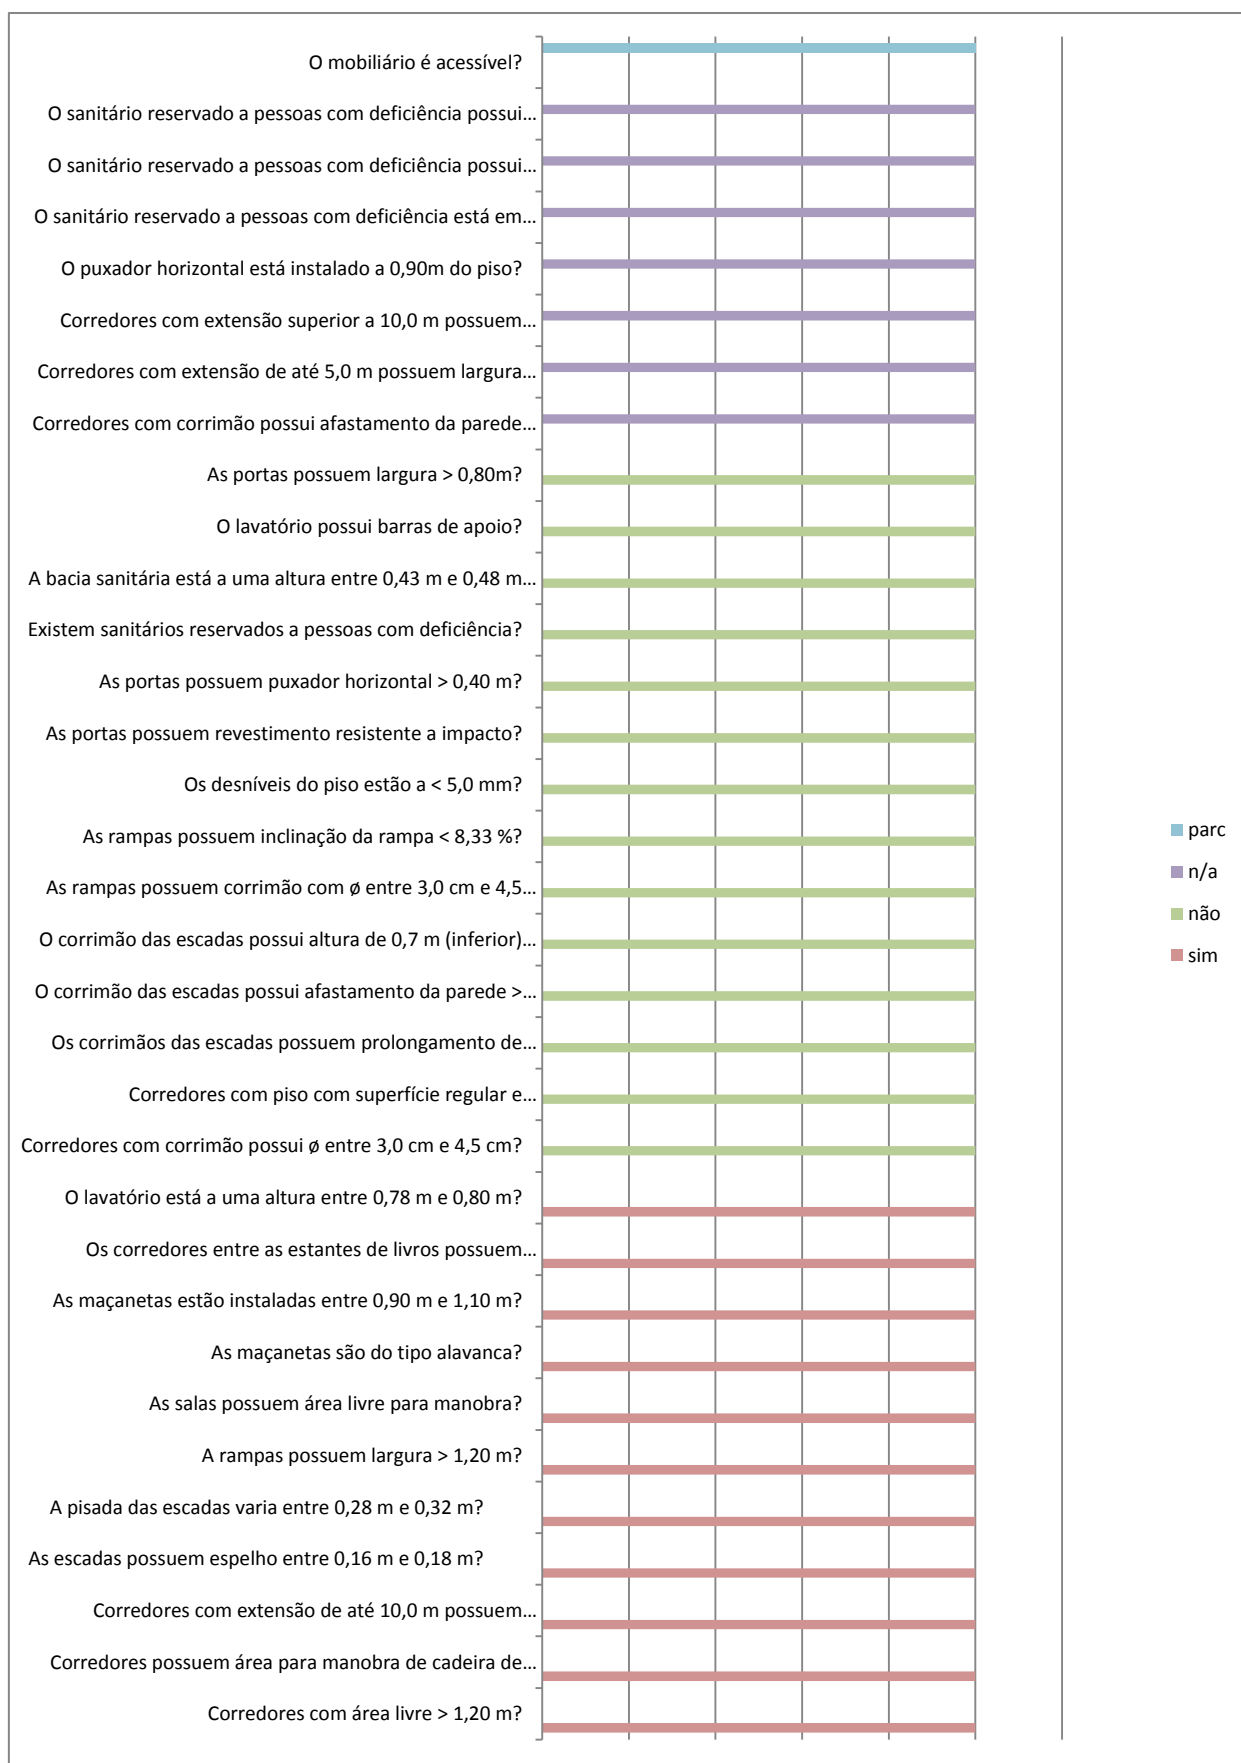 O mobiliário é acessível?
O sanitário reservado a pessoas com deficiência possui...
O sanitário reservado a pessoas com deficiência possui...
O sanitário reservado a pessoas com deficiência está em...
O puxador horizontal está instalado a 0,90m do piso?
Corredores com extensão superior a 10,0 m possuem...
Corredores com extensão de até 5,0 m possuem largura...
Corredores com corrimão possui afastamento da parede...
As portas possuem largura > 0,80m?
O lavatório possui barras de apoio?
A bacia sanitária está a uma altura entre 0,43 m e 0,48 m...
Existem sanitários reservados a pessoas com deficiência?
As portas possuem puxador horizontal > 0,40 m?
As portas possuem revestimento resistente a impacto?
Os desníveis do piso estão a < 5,0 mm?
As rampas possuem inclinação da rampa < 8,33 %?
As rampas possuem corrimão com ø entre 3,0 cm e 4,5...
O corrimão das escadas possui altura de 0,7 m (inferior)...
O corrimão das escadas possui afastamento da parede >...
Os corrimãos das escadas possuem prolongamento de...
Corredores com piso com superfície regular e...
Corredores com corrimão possui ø entre 3,0 cm e 4,5 cm?
O lavatório está a uma altura entre 0,78 m e 0,80 m?
Os corredores entre as estantes de livros possuem...
As maçanetas estão instaladas entre 0,90 m e 1,10 m?
As maçanetas são do tipo alavanca?
As salas possuem área livre para manobra?
A rampas possuem largura > 1,20 m?
A pisada das escadas varia entre 0,28 m e 0,32 m?
As escadas possuem espelho entre 0,16 m e 0,18 m?
Corredores com extensão de até 10,0 m possuem...
Corredores possuem área para manobra de cadeira de...
Corredores com área livre > 1,20 m?
parc
n/a
não
sim